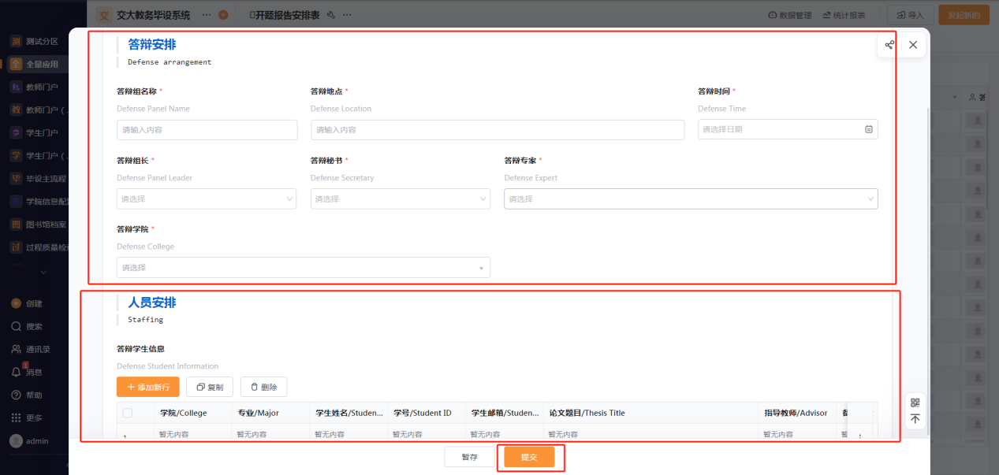 交 交大教务毕设系统 ··· 开题报告安排表 ··· 数据管理 统计报表 导入 发起新的
测 测试分区
全 全量应用
教师门户
教 教师门户 (.
学生门户
学 学生门户 (.
毕 毕设主流程
学院信息配
图 图书馆档案
过 过程质量检
创建
搜索
通讯录
1
消息
帮助
更多
admin
答辩安排
Defense arrangement
答辩组名称 * 答辩地点 * 答辩时间 *
Defense Panel Name Defense Location Defense Time
请输入内容 请输入内容 请选择日期
答辩组长 * 答辩秘书 * 答辩专家 *
Defense Panel Leader Defense Secretary Defense Expert
请选择 请选择 请选择
答辩学院 *
Defense College
请选择
人员安排
Staffing
答辩学生信息
Defense Student Information
添加新行 复制 删除
学院/College 专业/Major 学生姓名/Studen... 学号/Student ID 学生邮箱/Studen... 论文题目/Thesis Title 指导教师/Advisor
1 暂无内容 暂无内容 暂无内容 暂无内容 暂无内容 暂无内容 暂无内容
暂存 提交